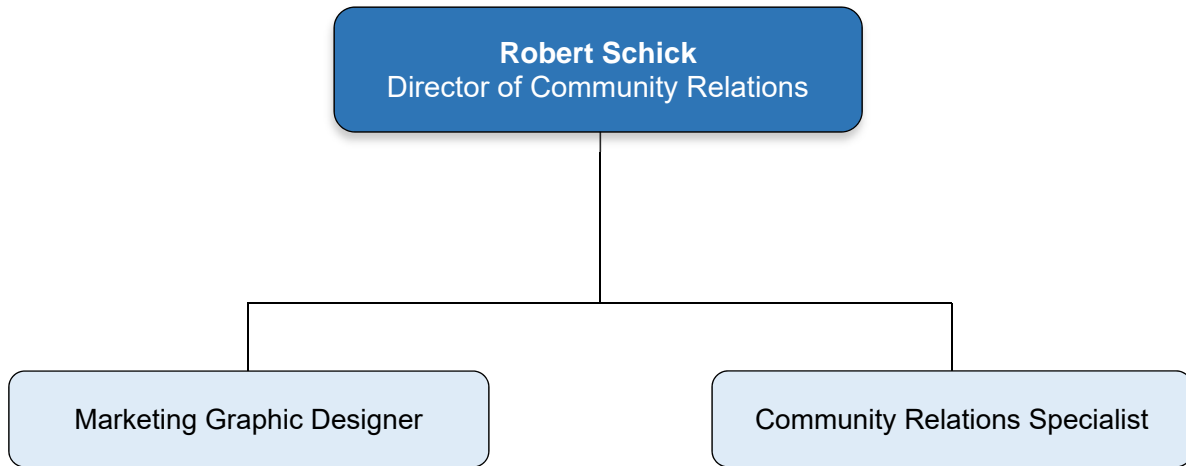 Robert Schick
Director of Community Relations
Marketing Graphic Designer
Community Relations Specialist